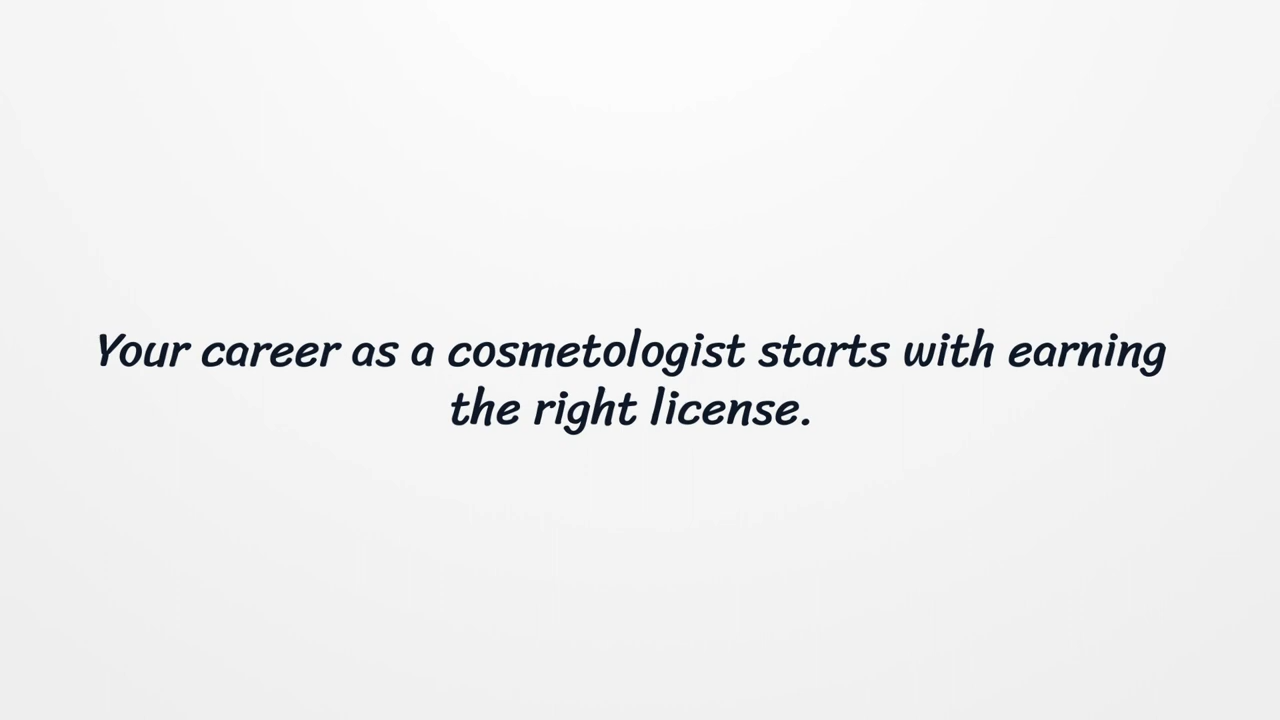 Your career as a cosmetologist starts with earning
the right license.